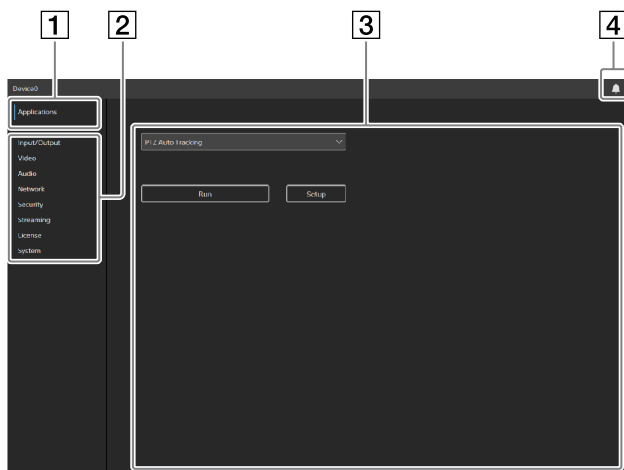 1 2 3 4
Device0
Applications
Input/Output
Video
Audio
Network
Security
Streaming
License
System
PTZ Auto Tracking
Run Setup